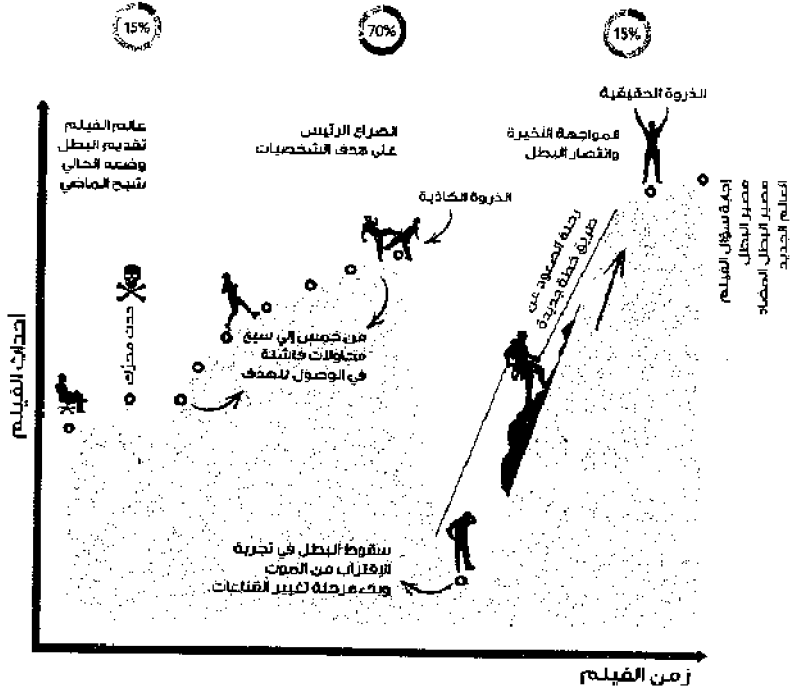 15%
70%
15%
عالم الفيلم
تقديم البطل
وضعه الحالي
شبح الماضي
الصراع الرئيس
على هدف الشخصيات
الذروة الحقيقية
المواجهة الأخيرة
وانتصار البطل
الذروة الكاذبة
إجابة سؤال الفيلم
مصير البطل
مصير البطل المضاد
العالم الجديد
رحلة الصعود عن
طريق خطة جديدة
حدث محرك
من خمس إلى سبع
محاولات فاشلة
في الوصول للهدف
سقوط البطل في تجربة
الاقتراب من الموت
وبدء مرحلة تغيير القناعات
أحداث الفيلم
زمن الفيلم